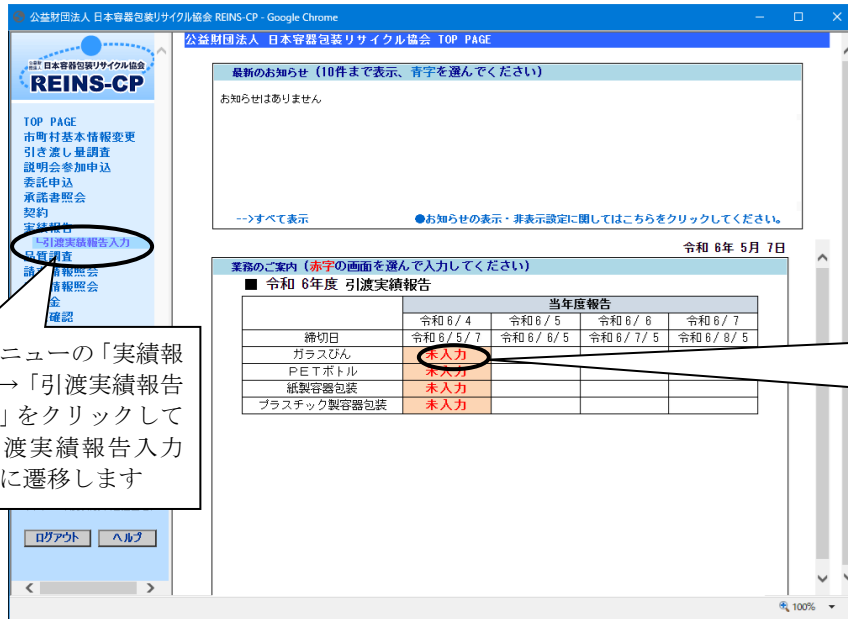 公益財団法人 日本容器包装リサイクル協会 REINS-CP - Google Chrome
公益財団法人 日本容器包装リサイクル協会
REINS-CP
TOP PAGE
市町村基本情報変更
引き渡し量調査
説明会参加申込
委託申込
承諾書照会
契約
実績報告
└引渡実績報告入力
品質調査
情報照会
情報照会
金
確認
ニューの「実績報
→「引渡実績報告
」をクリックして
渡実績報告入力
に遷移します
ログアウト ヘルプ
公益財団法人 日本容器包装リサイクル協会 TOP PAGE
最新のお知らせ（10件まで表示、青字を選んでください）
お知らせはありません
-->すべて表示 ●お知らせの表示・非表示設定に関してはこちらをクリックしてください。
令和 6年 5月 7日
業務のご案内（赤字の画面を選んで入力してください）
■ 令和 6年度 引渡実績報告
当年度報告
令和 6/ 4 令和 6/ 5 令和 6/ 6 令和 6/ 7
締切日 令和 6/ 5/ 7 令和 6/ 6/ 5 令和 6/ 7/ 5 令和 6/ 8/ 5
ガラスびん 未入力
ＰＥＴボトル 未入力
紙製容器包装 未入力
プラスチック製容器包装 未入力
100%